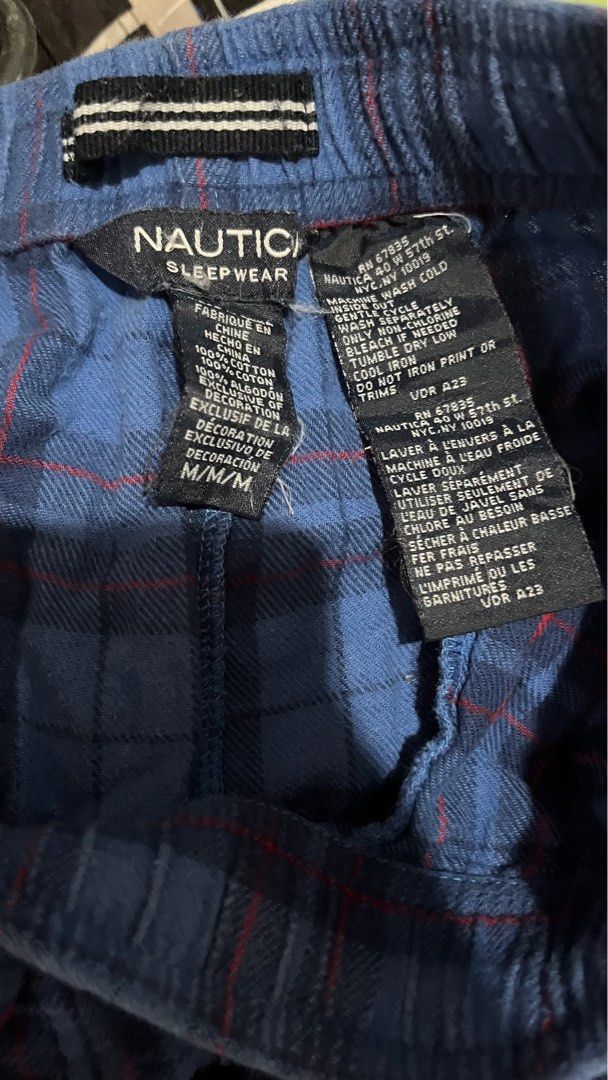 NAUTIC
SLEEPWEAR
FABRIQUÉ EN
CHINE
HECHO EN
CHINA
100% COTTON
100% COTON
100% ALGODÓN
EXCLUSIVE OF
DECORATION
EXCLUSIF DE LA
DÉCORATION
EXCLUSIVO DE
DECORACIÓN
M/M/M
RN 67835
NAUTICA 40 W 57th st.
NYC.NY 10019
MACHINE WASH COLD
INSIDE OUT
GENTLE CYCLE
WASH SEPARATELY
ONLY NON-CHLORINE
BLEACH IF NEEDED
TUMBLE DRY LOW
COOL IRON
DO NOT IRON PRINT OR
TRIMS VDR A23
RN 67835
NAUTICA 40 W 57th st.
NYC.NY 10019
LAVER À L'ENVERS À LA
MACHINE À L'EAU FROIDE
CYCLE DOUX
LAVER SÉPARÉMENT
UTILISER SEULEMENT DE
L'EAU DE JAVEL SANS
CHLORE AU BESOIN
SÉCHER À CHALEUR BASSE
FER FRAIS
NE PAS REPASSER
L'IMPRIMÉ OU LES
GARNITURES
VDR A23